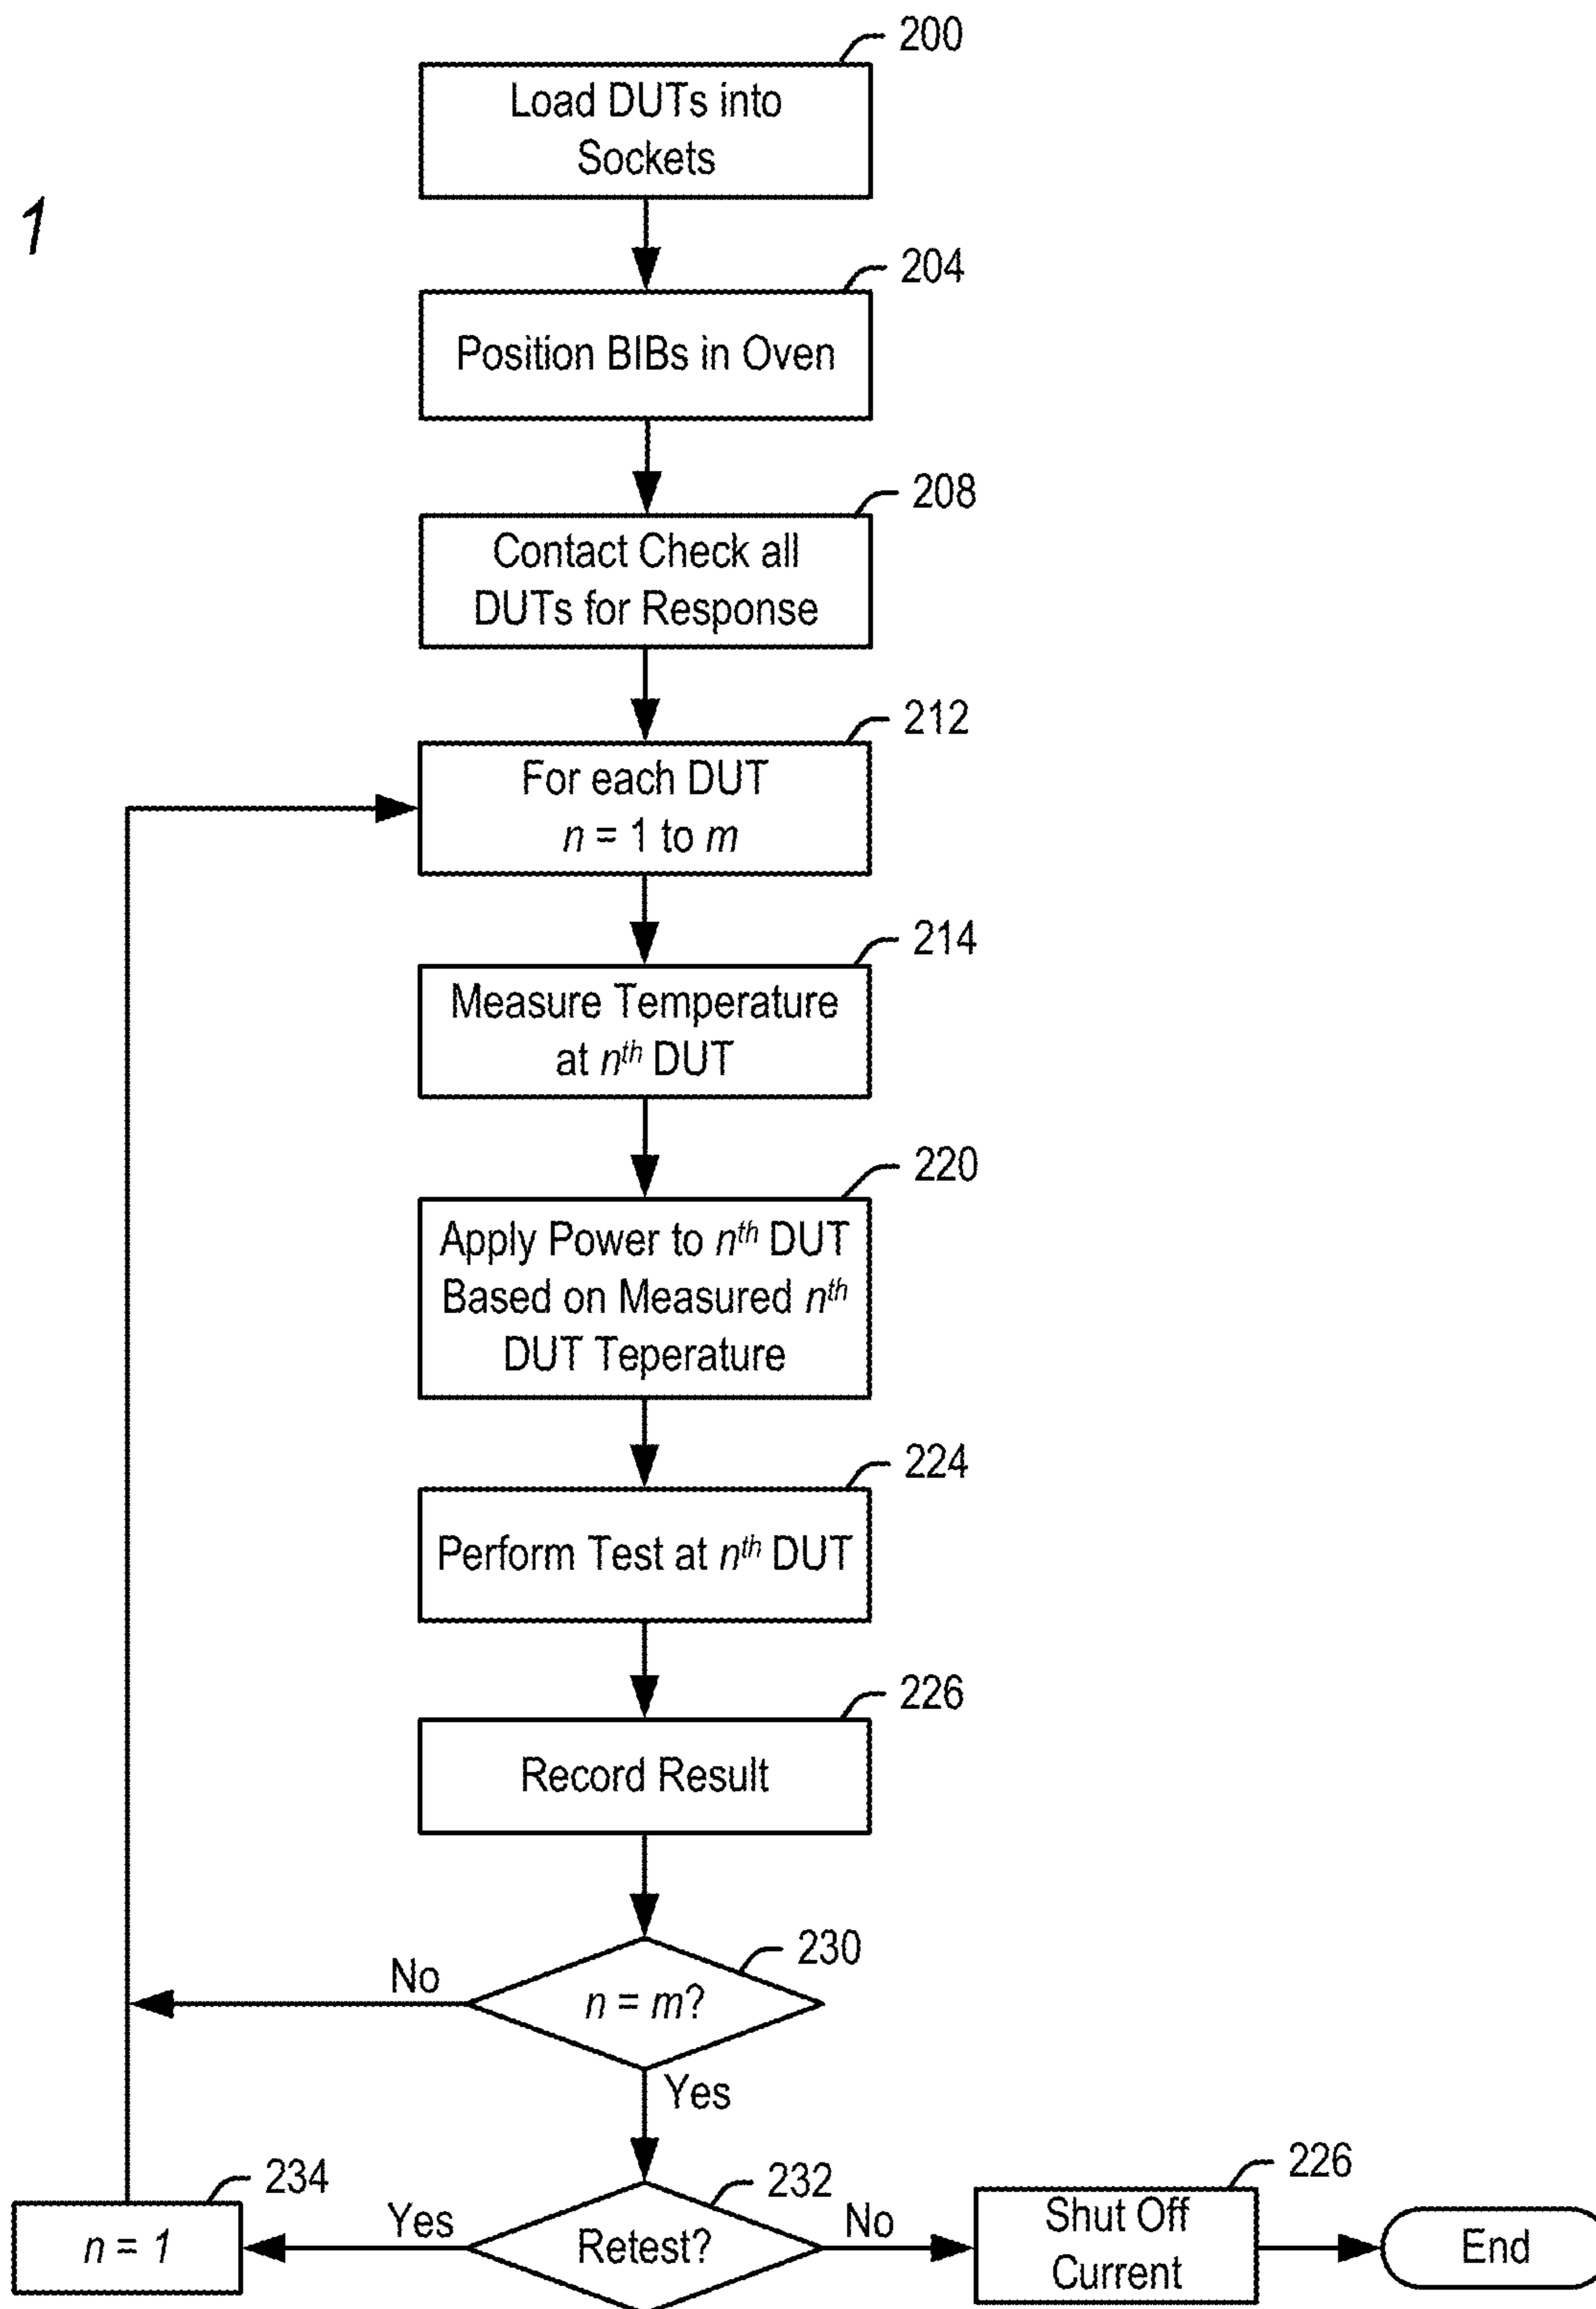 200
Load DUTs into
Sockets
1
204
Position BIBs in Oven
208
Contact Check all
DUTs for Response
212
For each DUT
n = 1 to m
214
Measure Temperature
at nth DUT
220
Apply Power to nth DUT
Based on Measured nth
DUT Teperature
224
Perform Test at nth DUT
226
Record Result
230
No
n = m?
Yes
234
232
226
n = 1
Yes
Retest?
No
Shut Off
Current
End